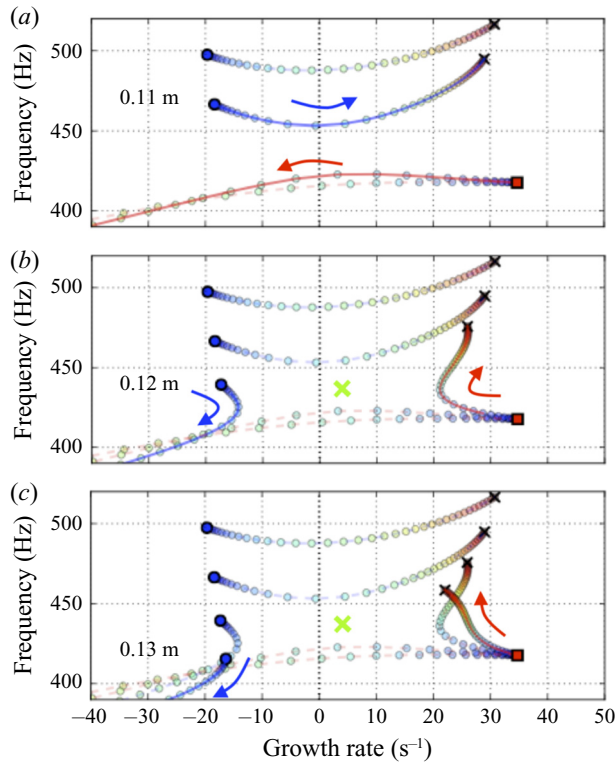 (a)
500
0.11 m
450
400
Frequency (Hz)
(b)
500
450
0.12 m
400
Frequency (Hz)
(c)
500
450
0.13 m
400
Frequency (Hz)
−40 −30 −20 −10 0 10 20 30 40 50
Growth rate (s−1)